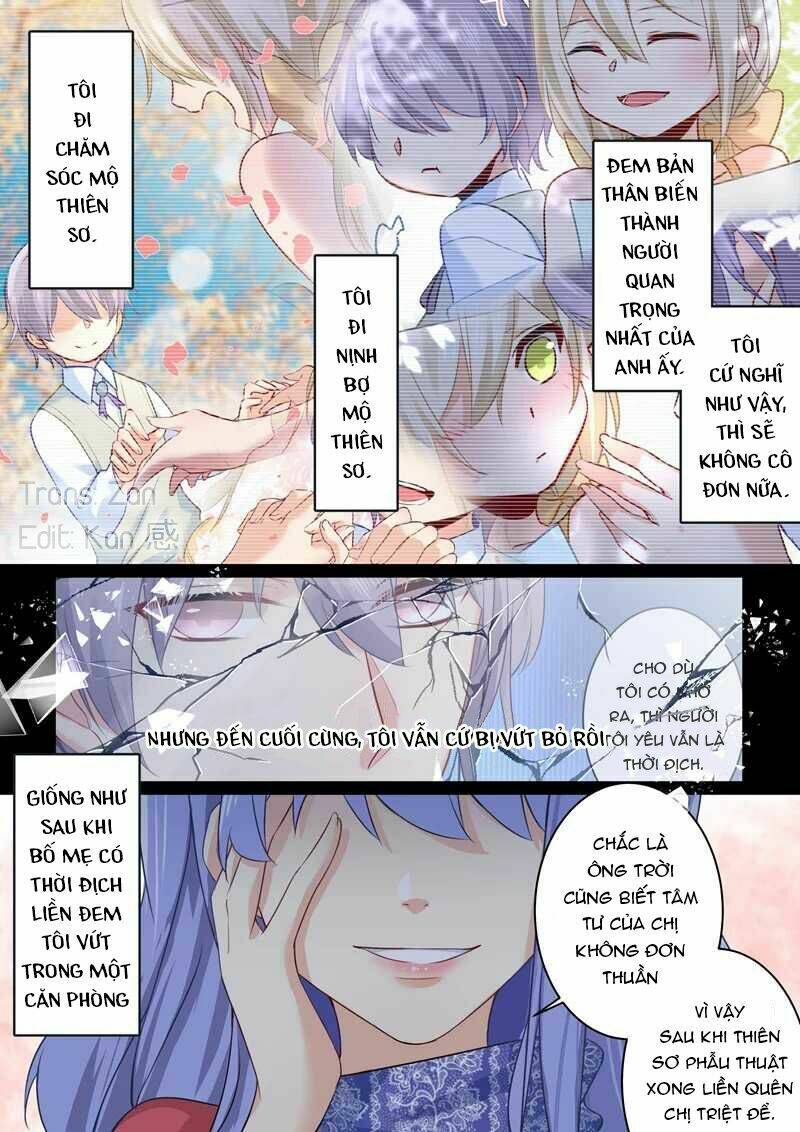 TÔI
ĐI
CHĂM
SÓC MỘ
THIÊN
SƠ.
ĐEM BẢN
THÂN BIẾN
THÀNH
NGƯỜI
QUAN
TRỌNG
NHẤT CỦA
ANH ẤY.
TÔI
ĐI
NỊNH
BỢ
MỘ
THIÊN
SƠ.
TÔI
CỨ NGHĨ
NHƯ VẬY,
THÌ SẼ
KHÔNG CÔ
ĐƠN NỮA.
Trans: Zan
Edit: Kan 感
CHO DÙ
TÔI CÓ NHỚ
RA, THÌ NGƯỜI
TÔI YÊU VẪN LÀ
THỜI ĐỊCH.
NHƯNG ĐẾN CUỐI CÙNG, TÔI VẪN CỨ BỊ VỨT BỎ RỒI
GIỐNG NHƯ
SAU KHI
BỐ MẸ CÓ
THỜI ĐỊCH
LIỀN ĐEM
TÔI VỨT
TRONG MỘT
CĂN PHÒNG
CHẮC LÀ
ÔNG TRỜI
CŨNG BIẾT TÂM
TƯ CỦA CHỊ
KHÔNG ĐƠN
THUẦN
VÌ VẬY
SAU KHI THIÊN
SƠ PHẪU THUẬT
XONG LIỀN QUÊN
CHỊ TRIỆT ĐỂ.